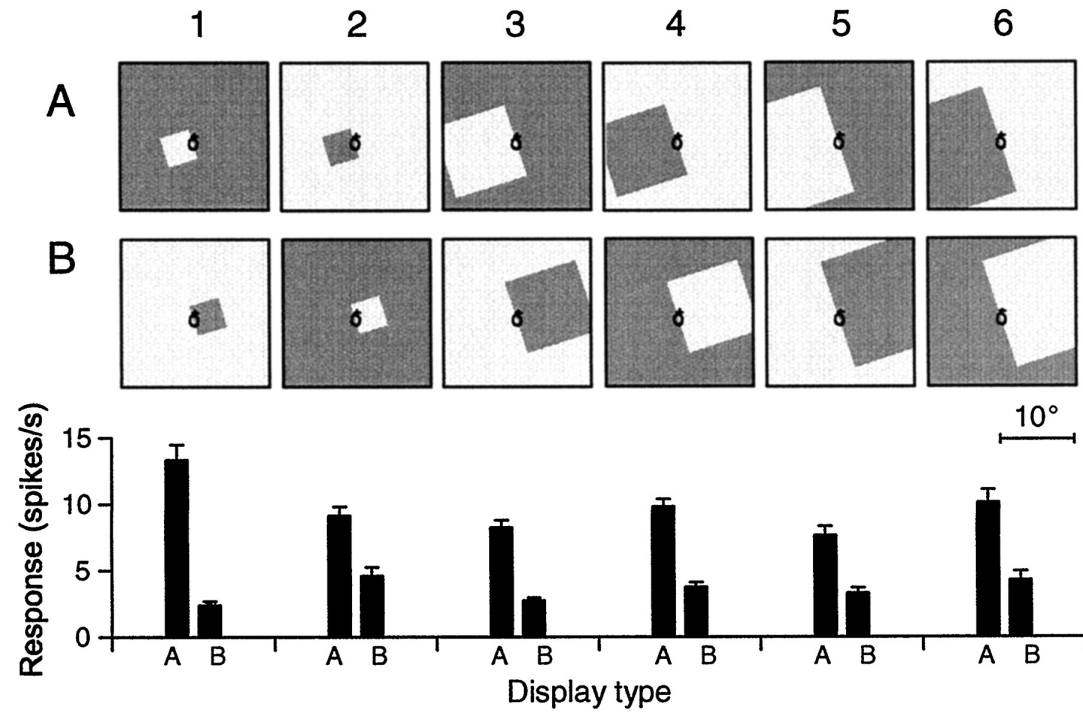 1 2 3 4 5 6
A
B
10°
Response (spikes/s)
15
10
5
0
A B A B A B A B A B A B
Display type